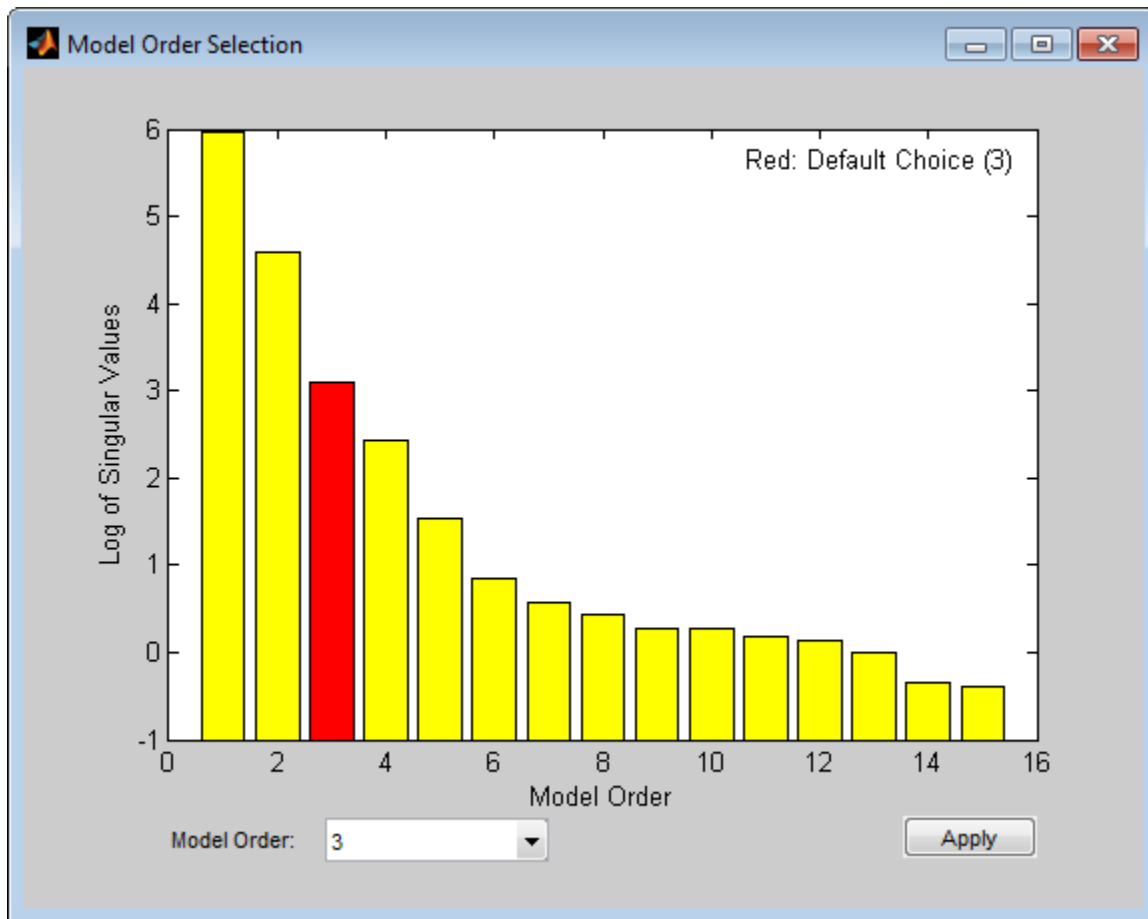 Model Order Selection
Red: Default Choice (3)
6
5
4
3
2
1
0
-1
Log of Singular Values
0 2 4 6 8 10 12 14 16
Model Order
Model Order: 3 Apply